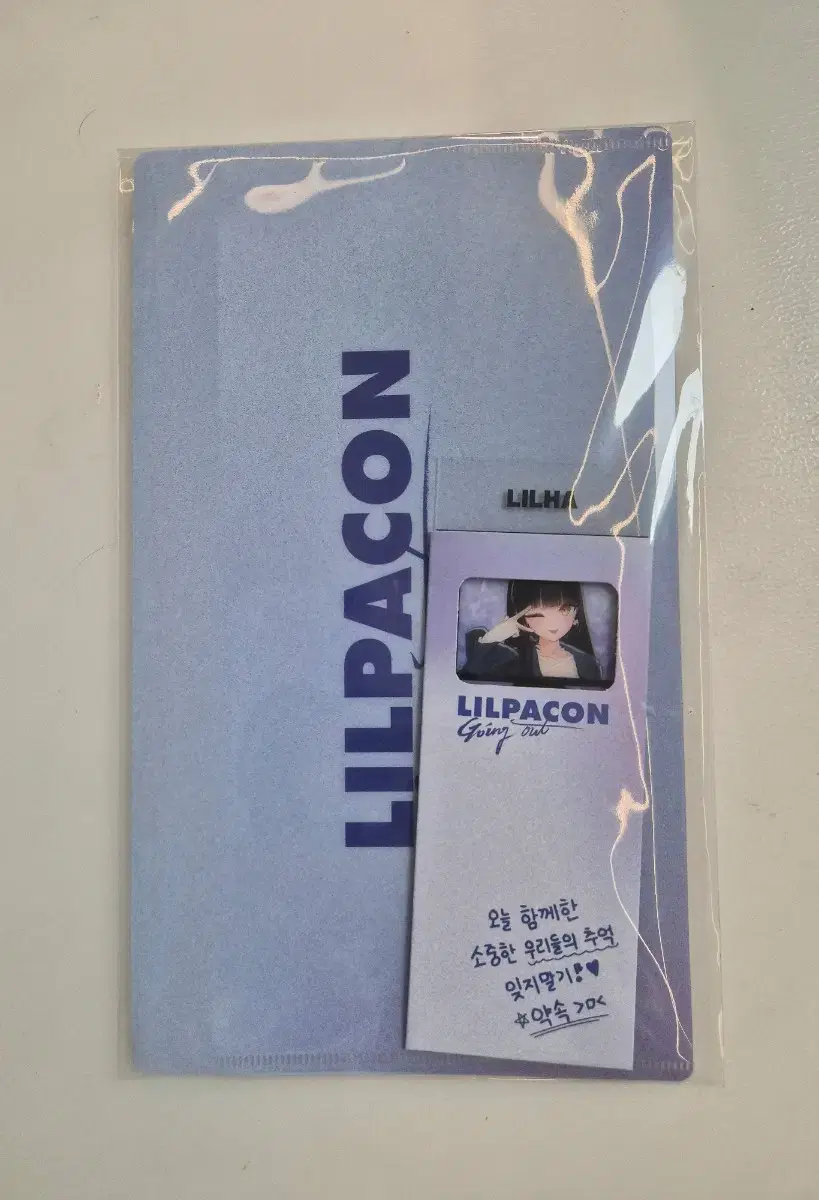 LILPACON
LILHA
LILPACON
Going out
오늘 함께한
소중한 우리들의 추억
잊지말기!♥
☆약속 >ㅁ<